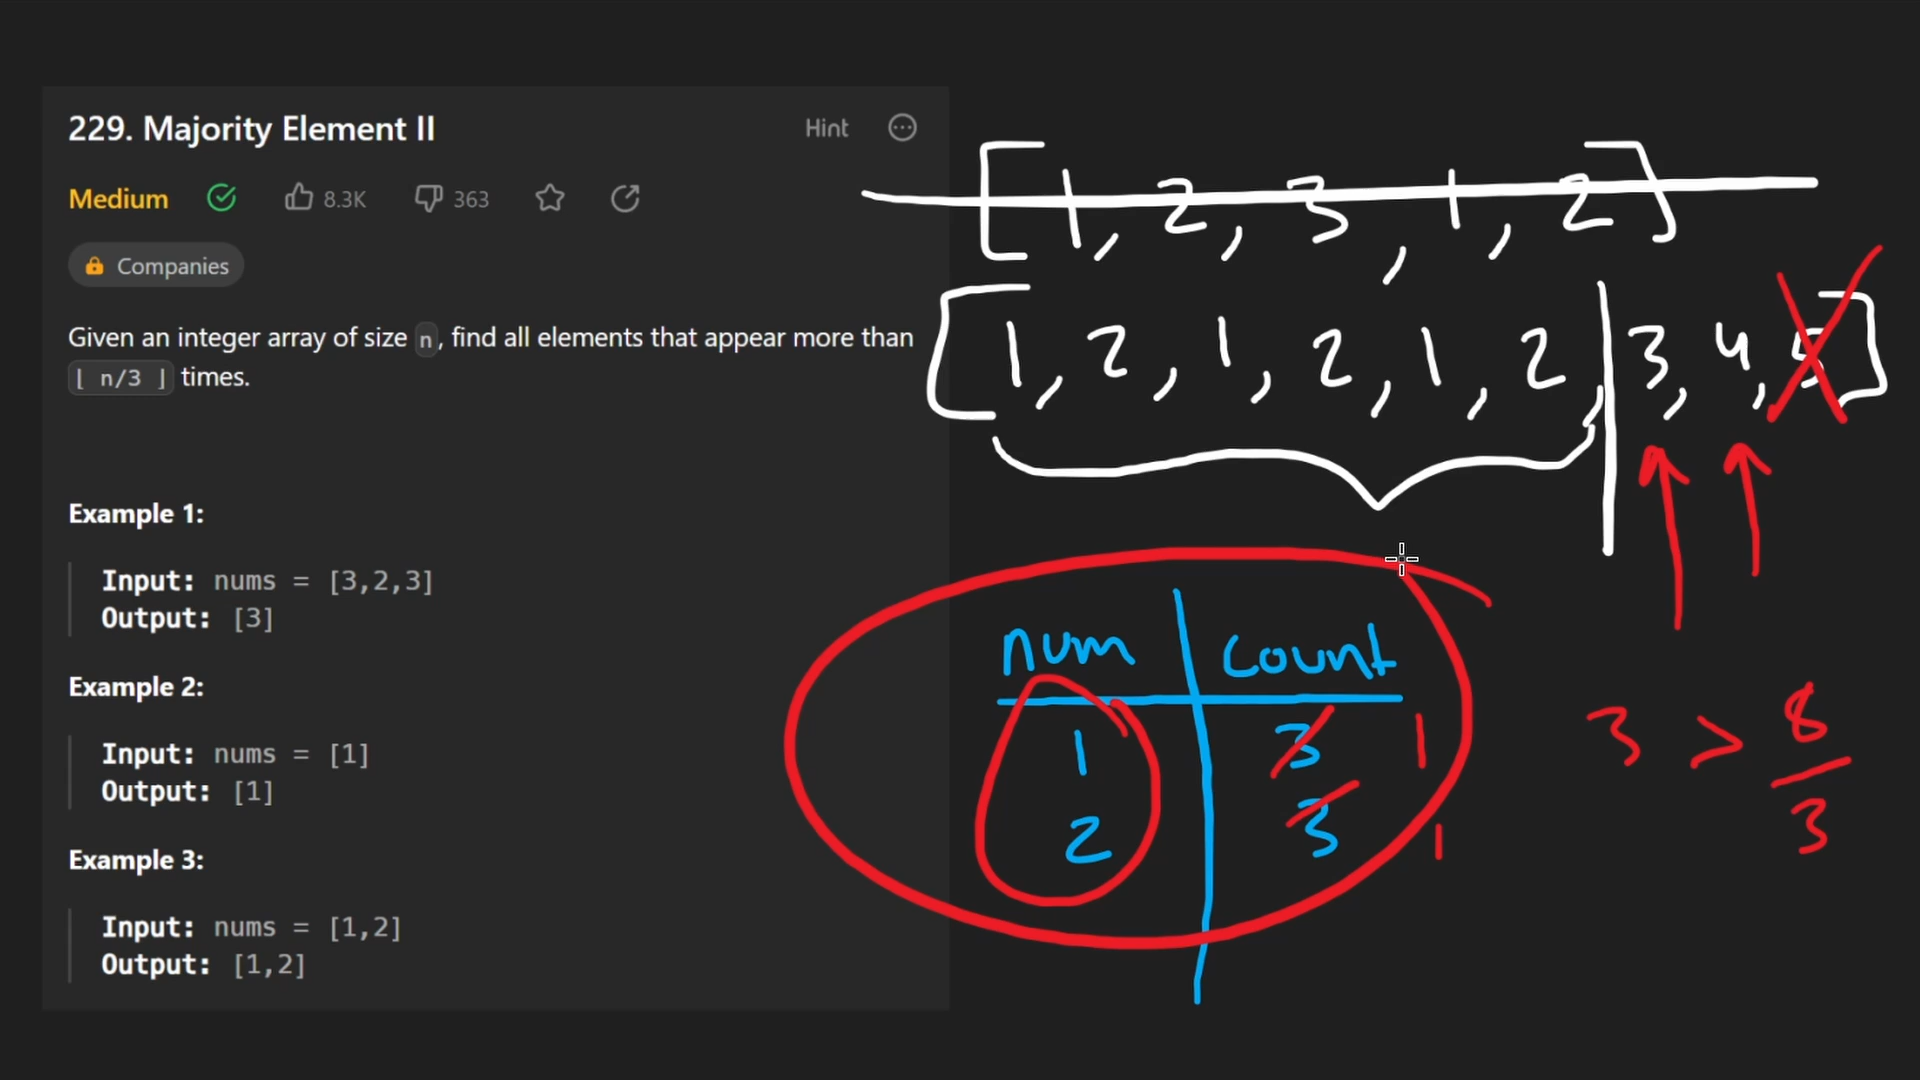 229. Majority Element II
Hint
Medium
8.3K
363
Companies
Given an integer array of size n, find all elements that appear more than
⌊ n/3 ⌋ times.
Example 1:
Input: nums = [3,2,3]
Output: [3]
Example 2:
Input: nums = [1]
Output: [1]
Example 3:
Input: nums = [1,2]
Output: [1,2]
[1, 2, 3, 1, 2]
[1, 2, 1, 2, 1, 2, 3, 4, 5]
num count
1 3 1
2 3 1
3 > 8/3